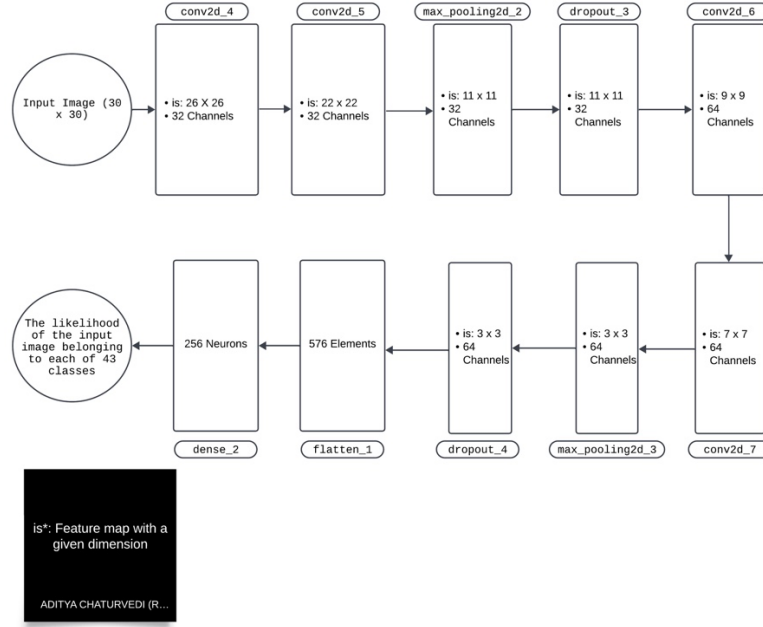 conv2d_4
conv2d_5
max_pooling2d_2
dropout_3
conv2d_6
Input Image (30
x 30)
• is: 26 X 26
• 32 Channels
• is: 22 x 22
• 32 Channels
• is: 11 x 11
• 32
Channels
• is: 11 x 11
• 32
Channels
• is: 9 x 9
• 64
Channels
The likelihood
of the input
image belonging
to each of 43
classes
256 Neurons
576 Elements
• is: 3 x 3
• 64
Channels
• is: 3 x 3
• 64
Channels
• is: 7 x 7
• 64
Channels
dense_2
flatten_1
dropout_4
max_pooling2d_3
conv2d_7
is*: Feature map with a
given dimension
ADITYA CHATURVEDI (R...